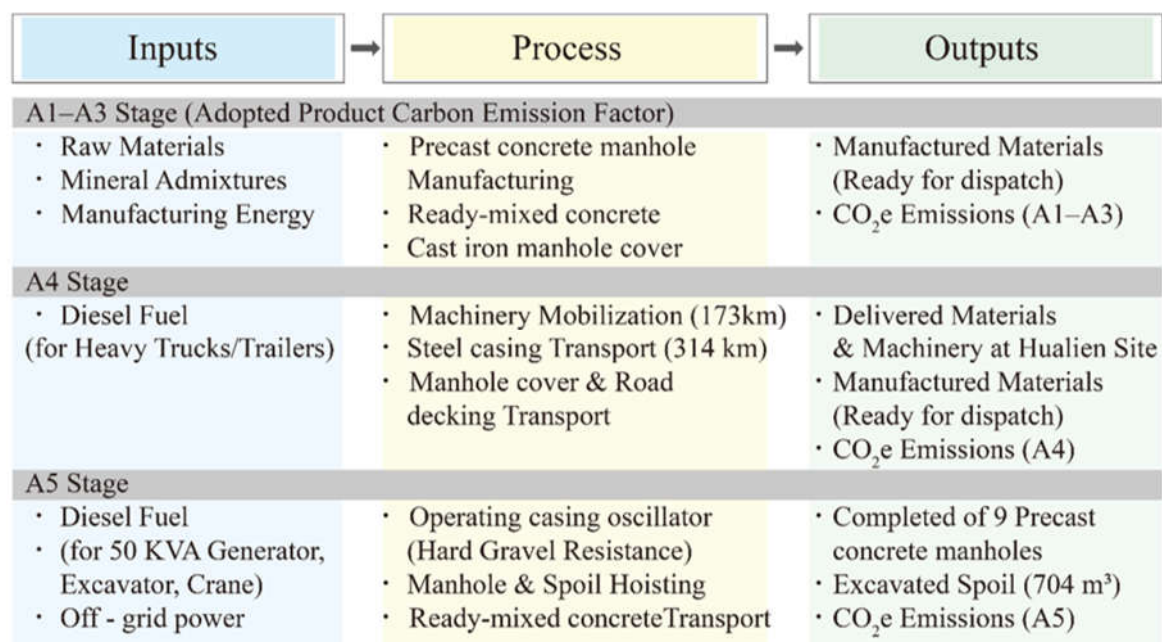 Inputs
Process
Outputs
A1–A3 Stage (Adopted Product Carbon Emission Factor)
· Raw Materials
· Mineral Admixtures
· Manufacturing Energy
· Precast concrete manhole
Manufacturing
· Ready-mixed concrete
· Cast iron manhole cover
· Manufactured Materials
(Ready for dispatch)
· CO₂e Emissions (A1–A3)
A4 Stage
· Diesel Fuel
(for Heavy Trucks/Trailers)
· Machinery Mobilization (173km)
· Steel casing Transport (314 km)
· Manhole cover & Road
decking Transport
· Delivered Materials
& Machinery at Hualien Site
· Manufactured Materials
(Ready for dispatch)
· CO₂e Emissions (A4)
A5 Stage
· Diesel Fuel
· (for 50 KVA Generator,
Excavator, Crane)
· Off - grid power
· Operating casing oscillator
(Hard Gravel Resistance)
· Manhole & Spoil Hoisting
· Ready-mixed concreteTransport
· Completed of 9 Precast
concrete manholes
· Excavated Spoil (704 m³)
· CO₂e Emissions (A5)